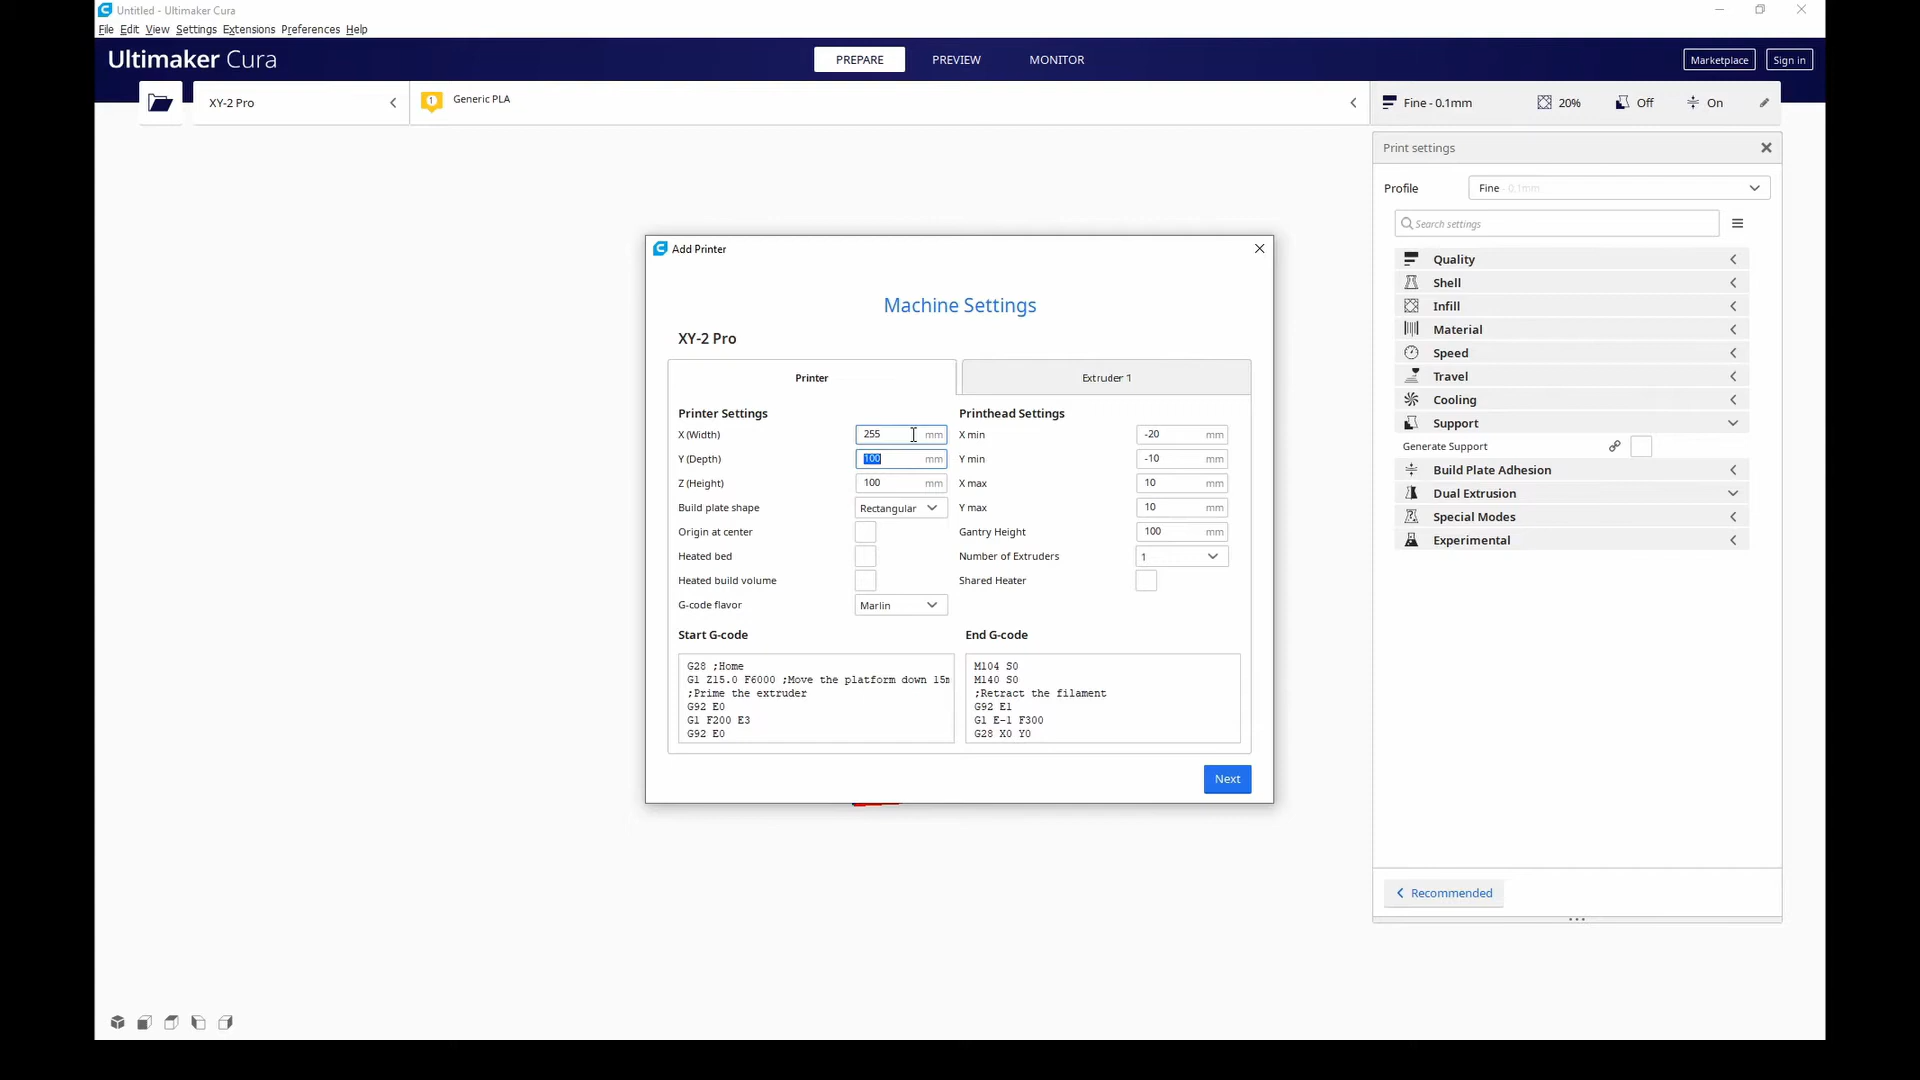 Untitled - Ultimaker Cura
File Edit View Settings Extensions Preferences Help
Ultimaker Cura
PREPARE PREVIEW MONITOR
Marketplace Sign in
XY-2 Pro
1 Generic PLA
Fine - 0.1mm 20% Off On
Print settings
Profile Fine - 0.1mm
Search settings
Quality
Shell
Infill
Material
Speed
Travel
Cooling
Support
Generate Support
Build Plate Adhesion
Dual Extrusion
Special Modes
Experimental
Recommended
Add Printer
Machine Settings
XY-2 Pro
Printer Extruder 1
Printer Settings
X (Width) 255 mm
Y (Depth) 100 mm
Z (Height) 100 mm
Build plate shape Rectangular
Origin at center
Heated bed
Heated build volume
G-code flavor Marlin
Printhead Settings
X min -20 mm
Y min -10 mm
X max 10 mm
Y max 10 mm
Gantry Height 100 mm
Number of Extruders 1
Shared Heater
Start G-code
G28 ;Home
G1 Z15.0 F6000 ;Move the platform down 15m
;Prime the extruder
G92 E0
G1 F200 E3
G92 E0
End G-code
M104 S0
M140 S0
;Retract the filament
G92 E1
G1 E-1 F300
G28 X0 Y0
Next